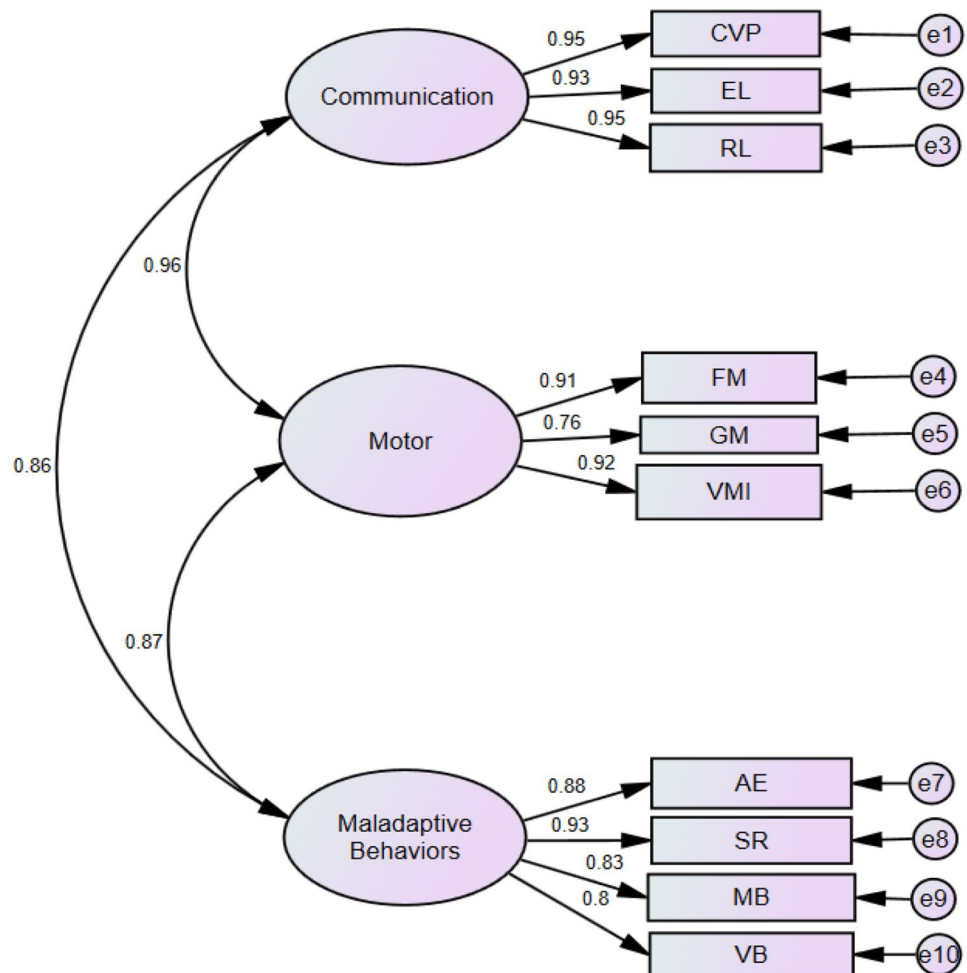 0.95
CVP
e1
Communication
0.93
EL
e2
0.95
RL
e3
0.96
0.91
FM
e4
Motor
0.76
GM
e5
0.92
VMI
e6
0.86
0.87
0.88
AE
e7
Maladaptive
Behaviors
0.93
SR
e8
0.83
MB
e9
0.8
VB
e10